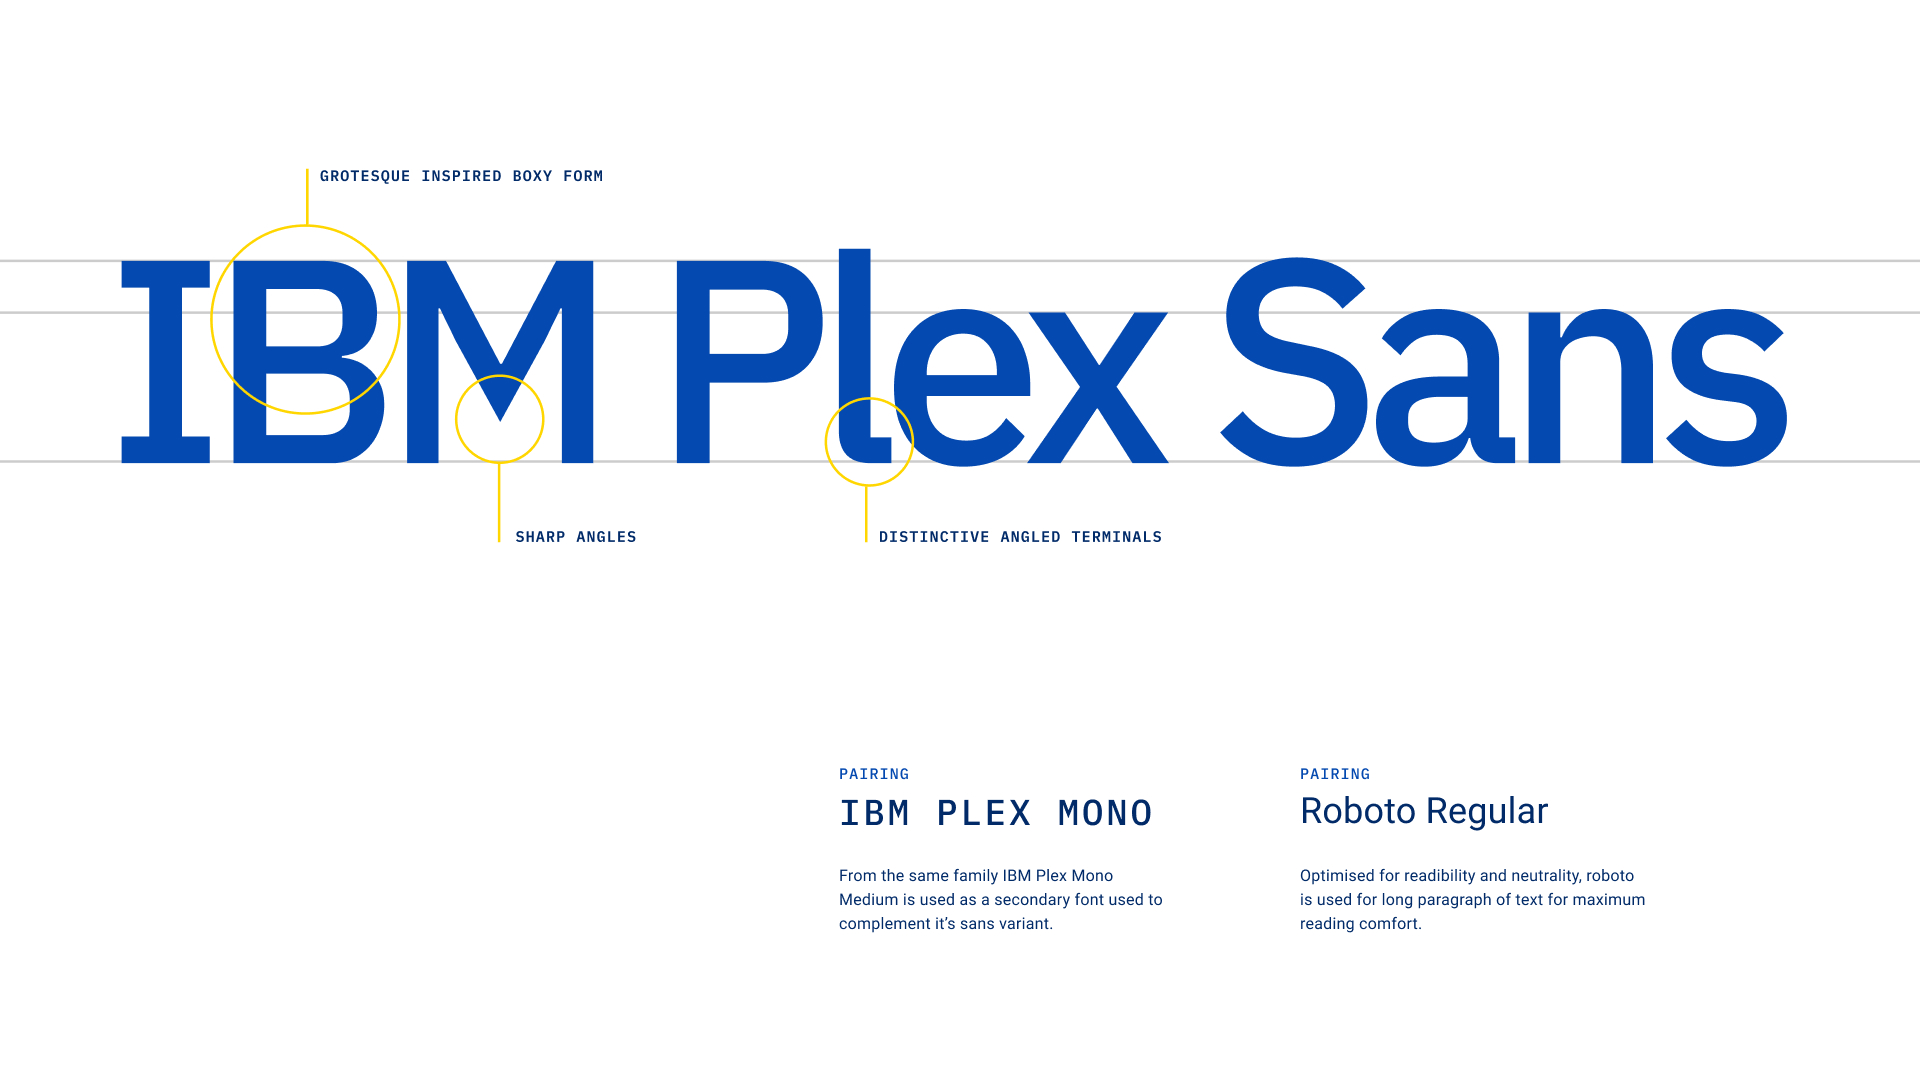 GROTESQUE INSPIRED BOXY FORM
IBM Plex Sans
SHARP ANGLES
DISTINCTIVE ANGLED TERMINALS
PAIRING
IBM PLEX MONO
From the same family IBM Plex Mono
Medium is used as a secondary font used to
complement it’s sans variant.
PAIRING
Roboto Regular
Optimised for readibility and neutrality, roboto
is used for long paragraph of text for maximum
reading comfort.